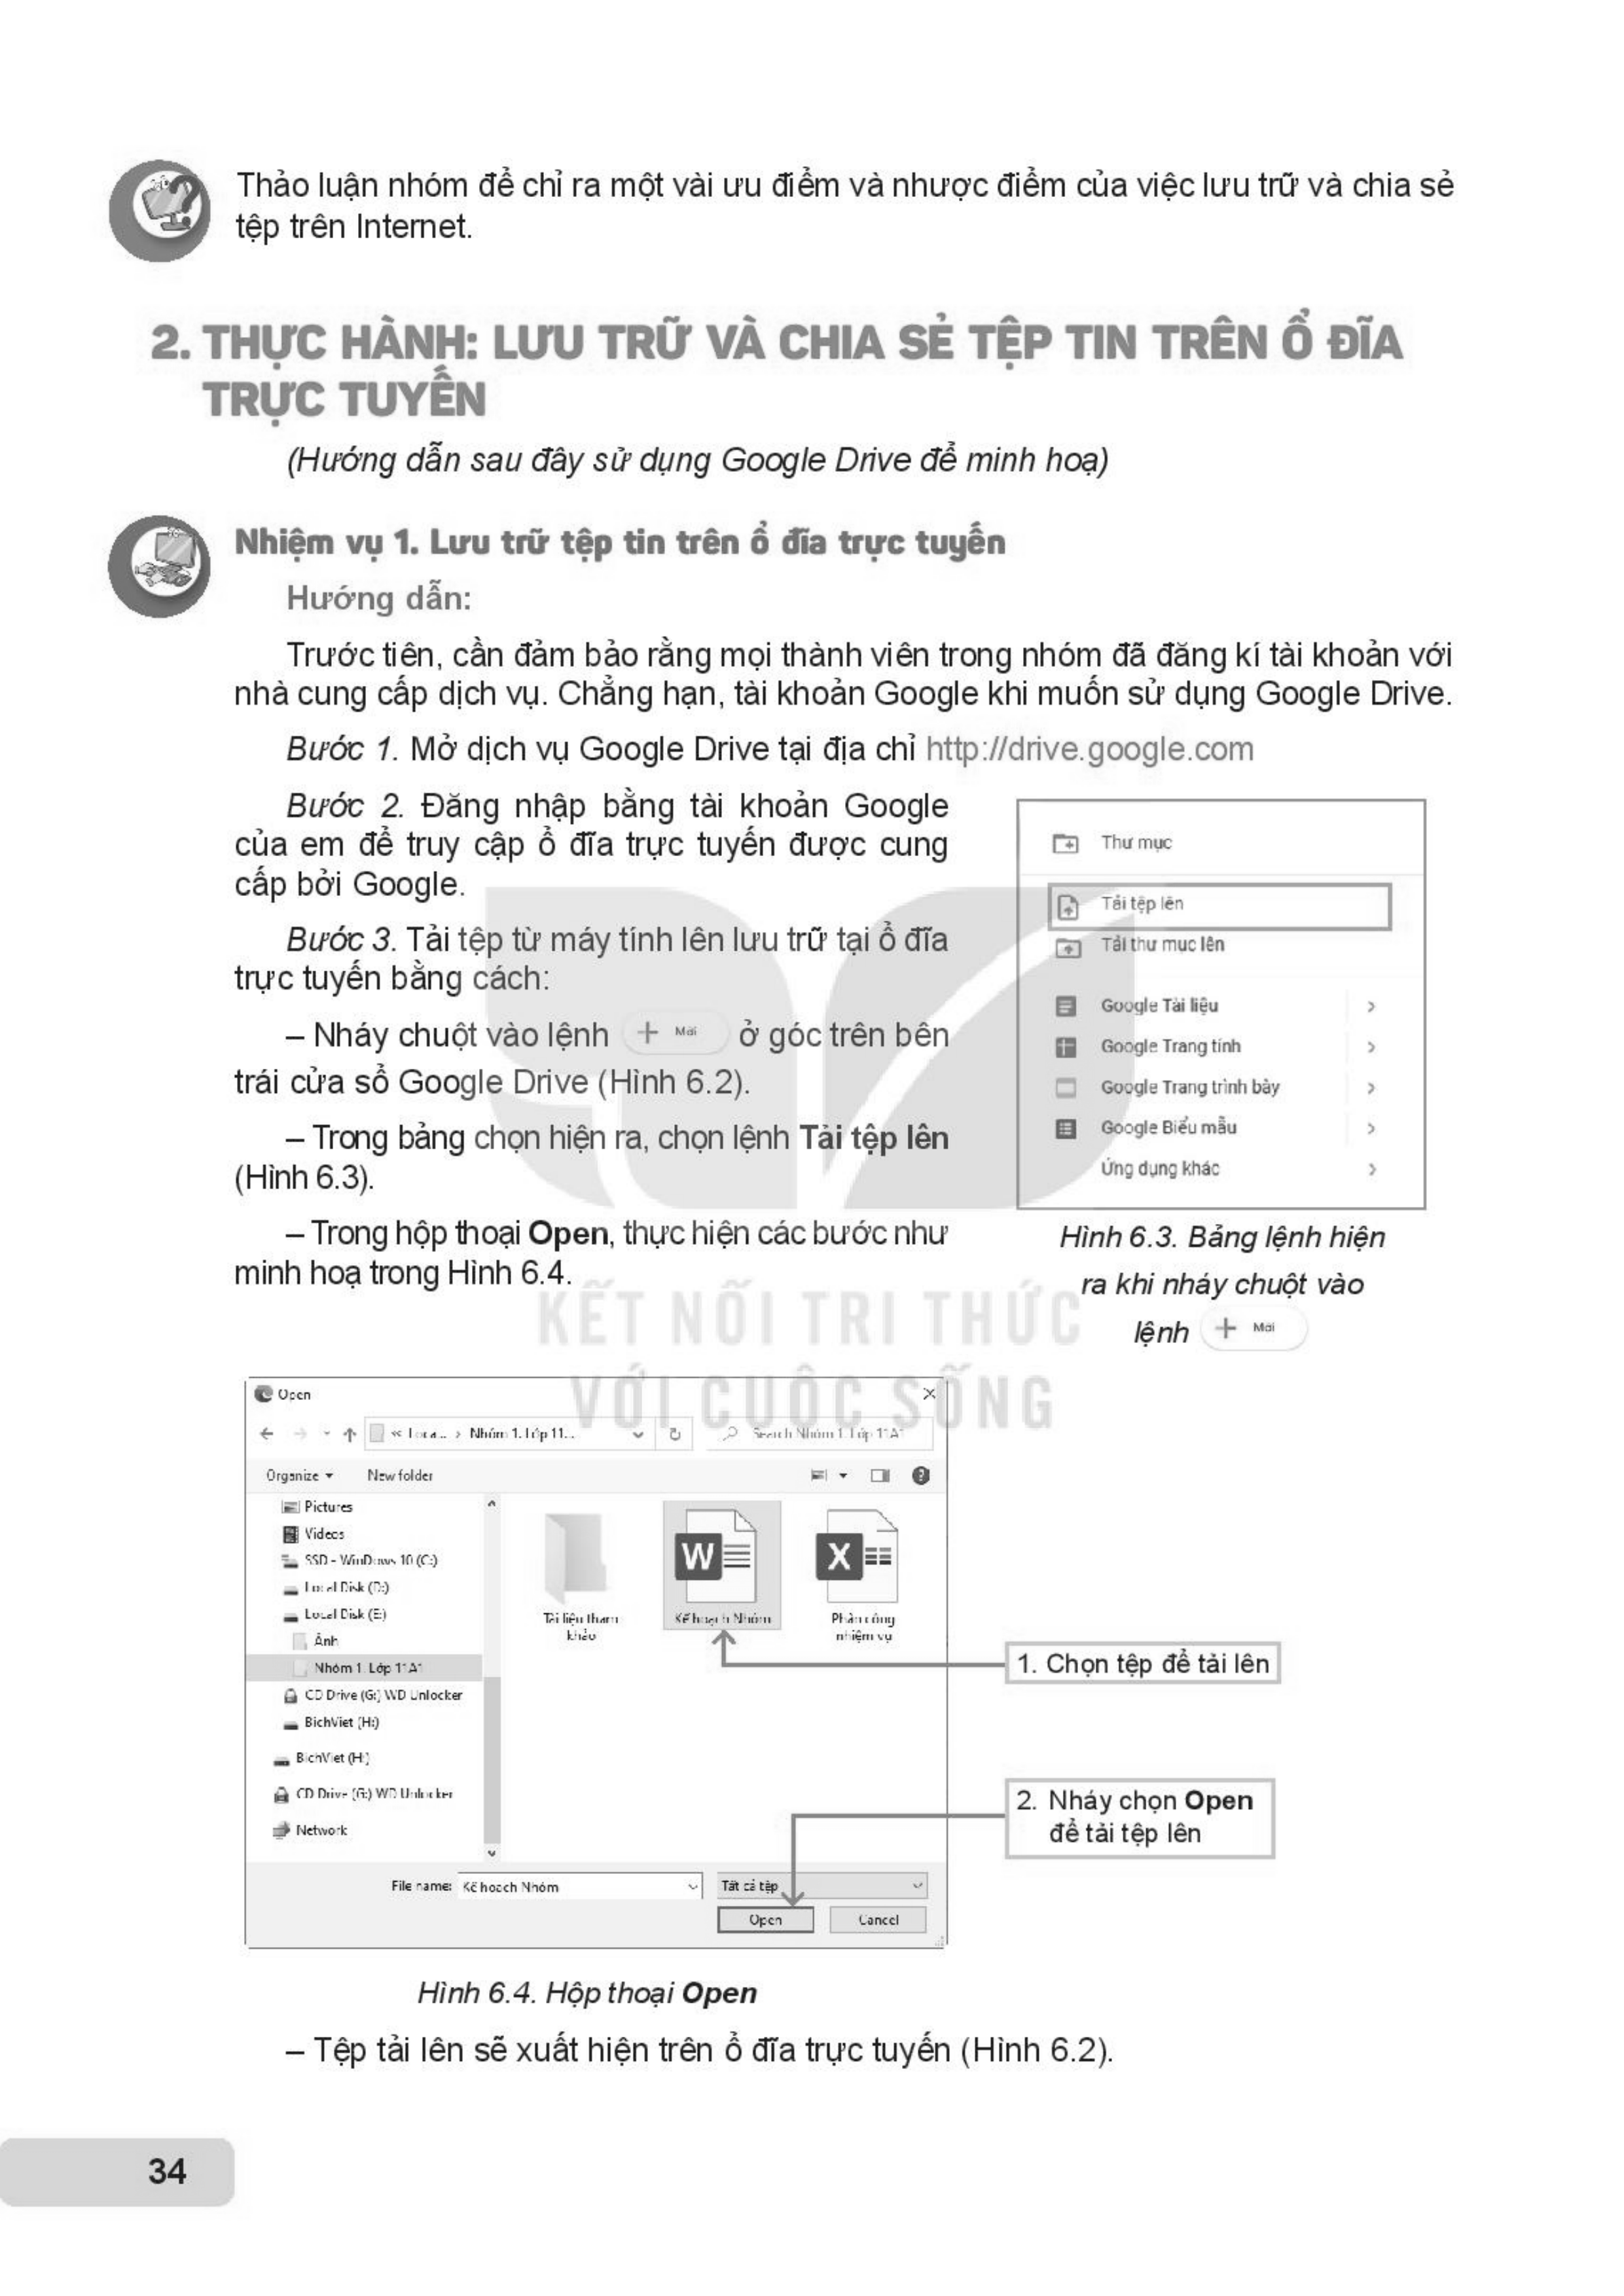 Thảo luận nhóm để chỉ ra một vài ưu điểm và nhược điểm của việc lưu trữ và chia sẻ
tệp trên Internet.
2. THỰC HÀNH: LƯU TRỮ VÀ CHIA SẺ TỆP TIN TRÊN Ổ ĐĨA
TRỰC TUYẾN
(Hướng dẫn sau đây sử dụng Google Drive để minh hoạ)
Nhiệm vụ 1. Lưu trữ tệp tin trên ổ đĩa trực tuyến
Hướng dẫn:
Trước tiên, cần đảm bảo rằng mọi thành viên trong nhóm đã đăng kí tài khoản với
nhà cung cấp dịch vụ. Chẳng hạn, tài khoản Google khi muốn sử dụng Google Drive.
Bước 1. Mở dịch vụ Google Drive tại địa chỉ http://drive.google.com
Bước 2. Đăng nhập bằng tài khoản Google
của em để truy cập ổ đĩa trực tuyến được cung
cấp bởi Google.
Bước 3. Tải tệp từ máy tính lên lưu trữ tại ổ đĩa
trực tuyến bằng cách:
– Nháy chuột vào lệnh + Mới ở góc trên bên
trái cửa sổ Google Drive (Hình 6.2).
– Trong bảng chọn hiện ra, chọn lệnh Tải tệp lên
(Hình 6.3).
– Trong hộp thoại Open, thực hiện các bước như
minh hoạ trong Hình 6.4.
Thư mục
Tải tệp lên
Tải thư mục lên
Google Tài liệu
Google Trang tính
Google Trang trình bày
Google Biểu mẫu
Ứng dụng khác
Hình 6.3. Bảng lệnh hiện
ra khi nháy chuột vào
lệnh + Mới
KẾT NỐI TRI THỨC
VỚI CUỘC SỐNG
Open
« Loca... › Nhóm 1. Lớp 11...
Search Nhóm 1. Lớp 11A1
Organize
New folder
Pictures
Videos
SSD - WinDows 10 (C:)
Local Disk (D:)
Local Disk (E:)
Ảnh
Nhóm 1. Lớp 11A1
CD Drive (G:) WD Unlocker
BichViet (H:)
BichViet (H:)
CD Drive (G:) WD Unlocker
Network
Tài liệu tham
khảo
Kế hoạch Nhóm
Phân công
nhiệm vụ
File name: Kế hoạch Nhóm
Tất cả tệp
Open
Cancel
1. Chọn tệp để tải lên
2. Nháy chọn Open
để tải tệp lên
Hình 6.4. Hộp thoại Open
– Tệp tải lên sẽ xuất hiện trên ổ đĩa trực tuyến (Hình 6.2).
34